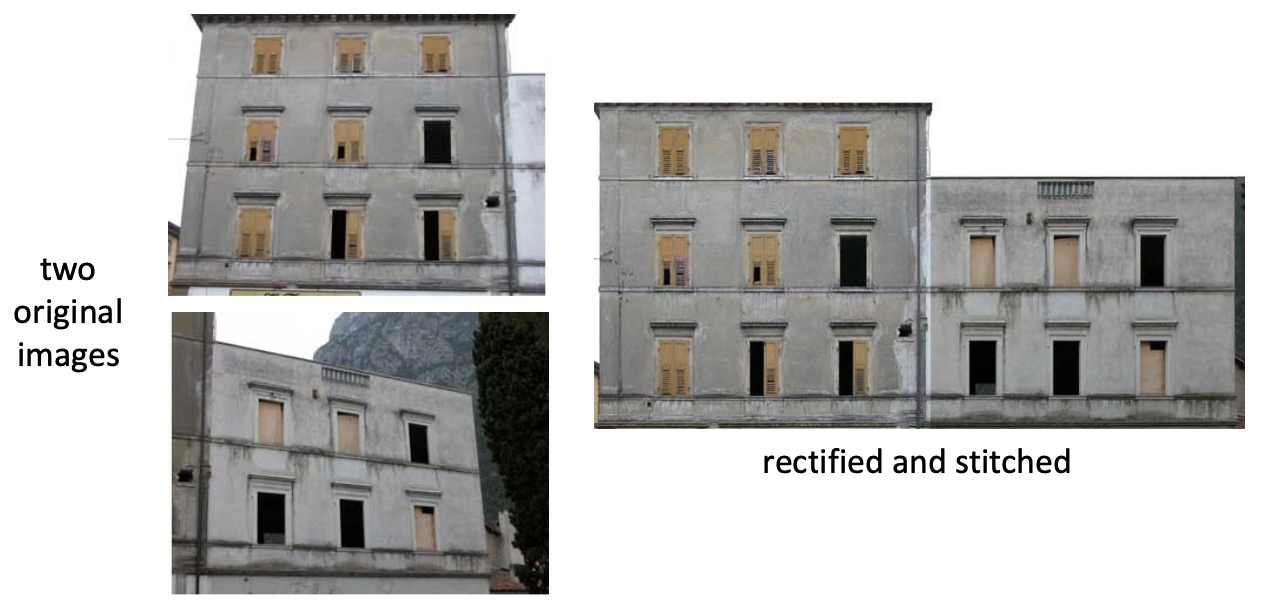 two
original
images
rectified and stitched